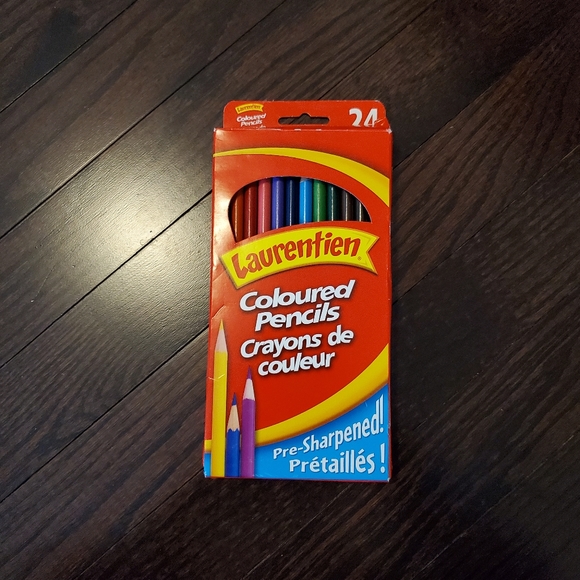 Laurentien
24
Coloured
Pencils
Laurentien
Coloured
Pencils
Crayons de
couleur
Pre-Sharpened!
Prétaillés !